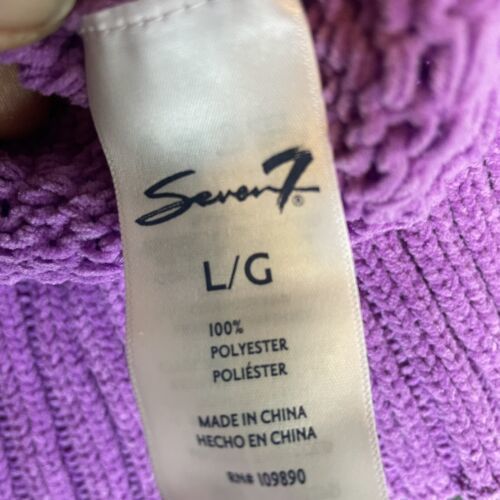 Seven7®
L/G
100%
POLYESTER
POLIÉSTER
MADE IN CHINA
HECHO EN CHINA
RN# 109890